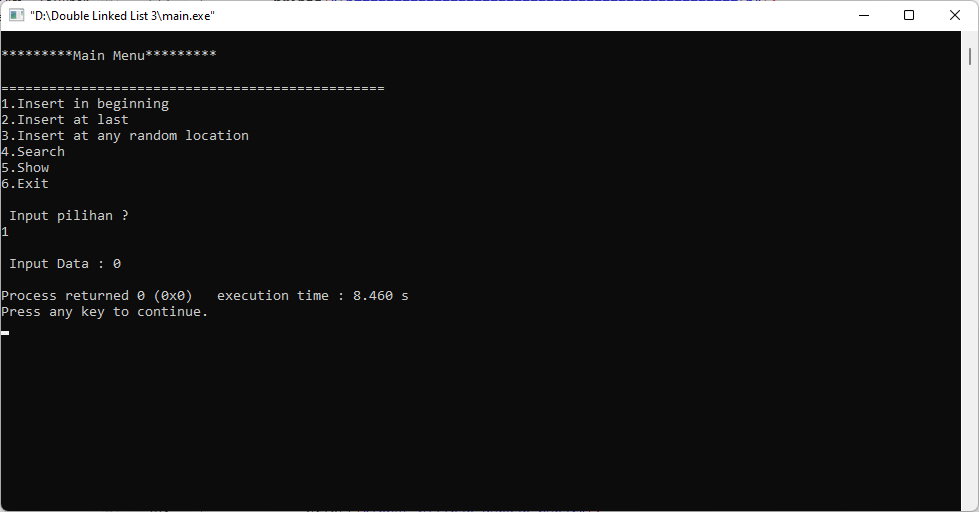 "D:\Double Linked List 3\main.exe"
*********Main Menu*********
================================================
1.Insert in beginning
2.Insert at last
3.Insert at any random location
4.Search
5.Show
6.Exit
Input pilihan ?
1
Input Data : 0
Process returned 0 (0x0)   execution time : 8.460 s
Press any key to continue.